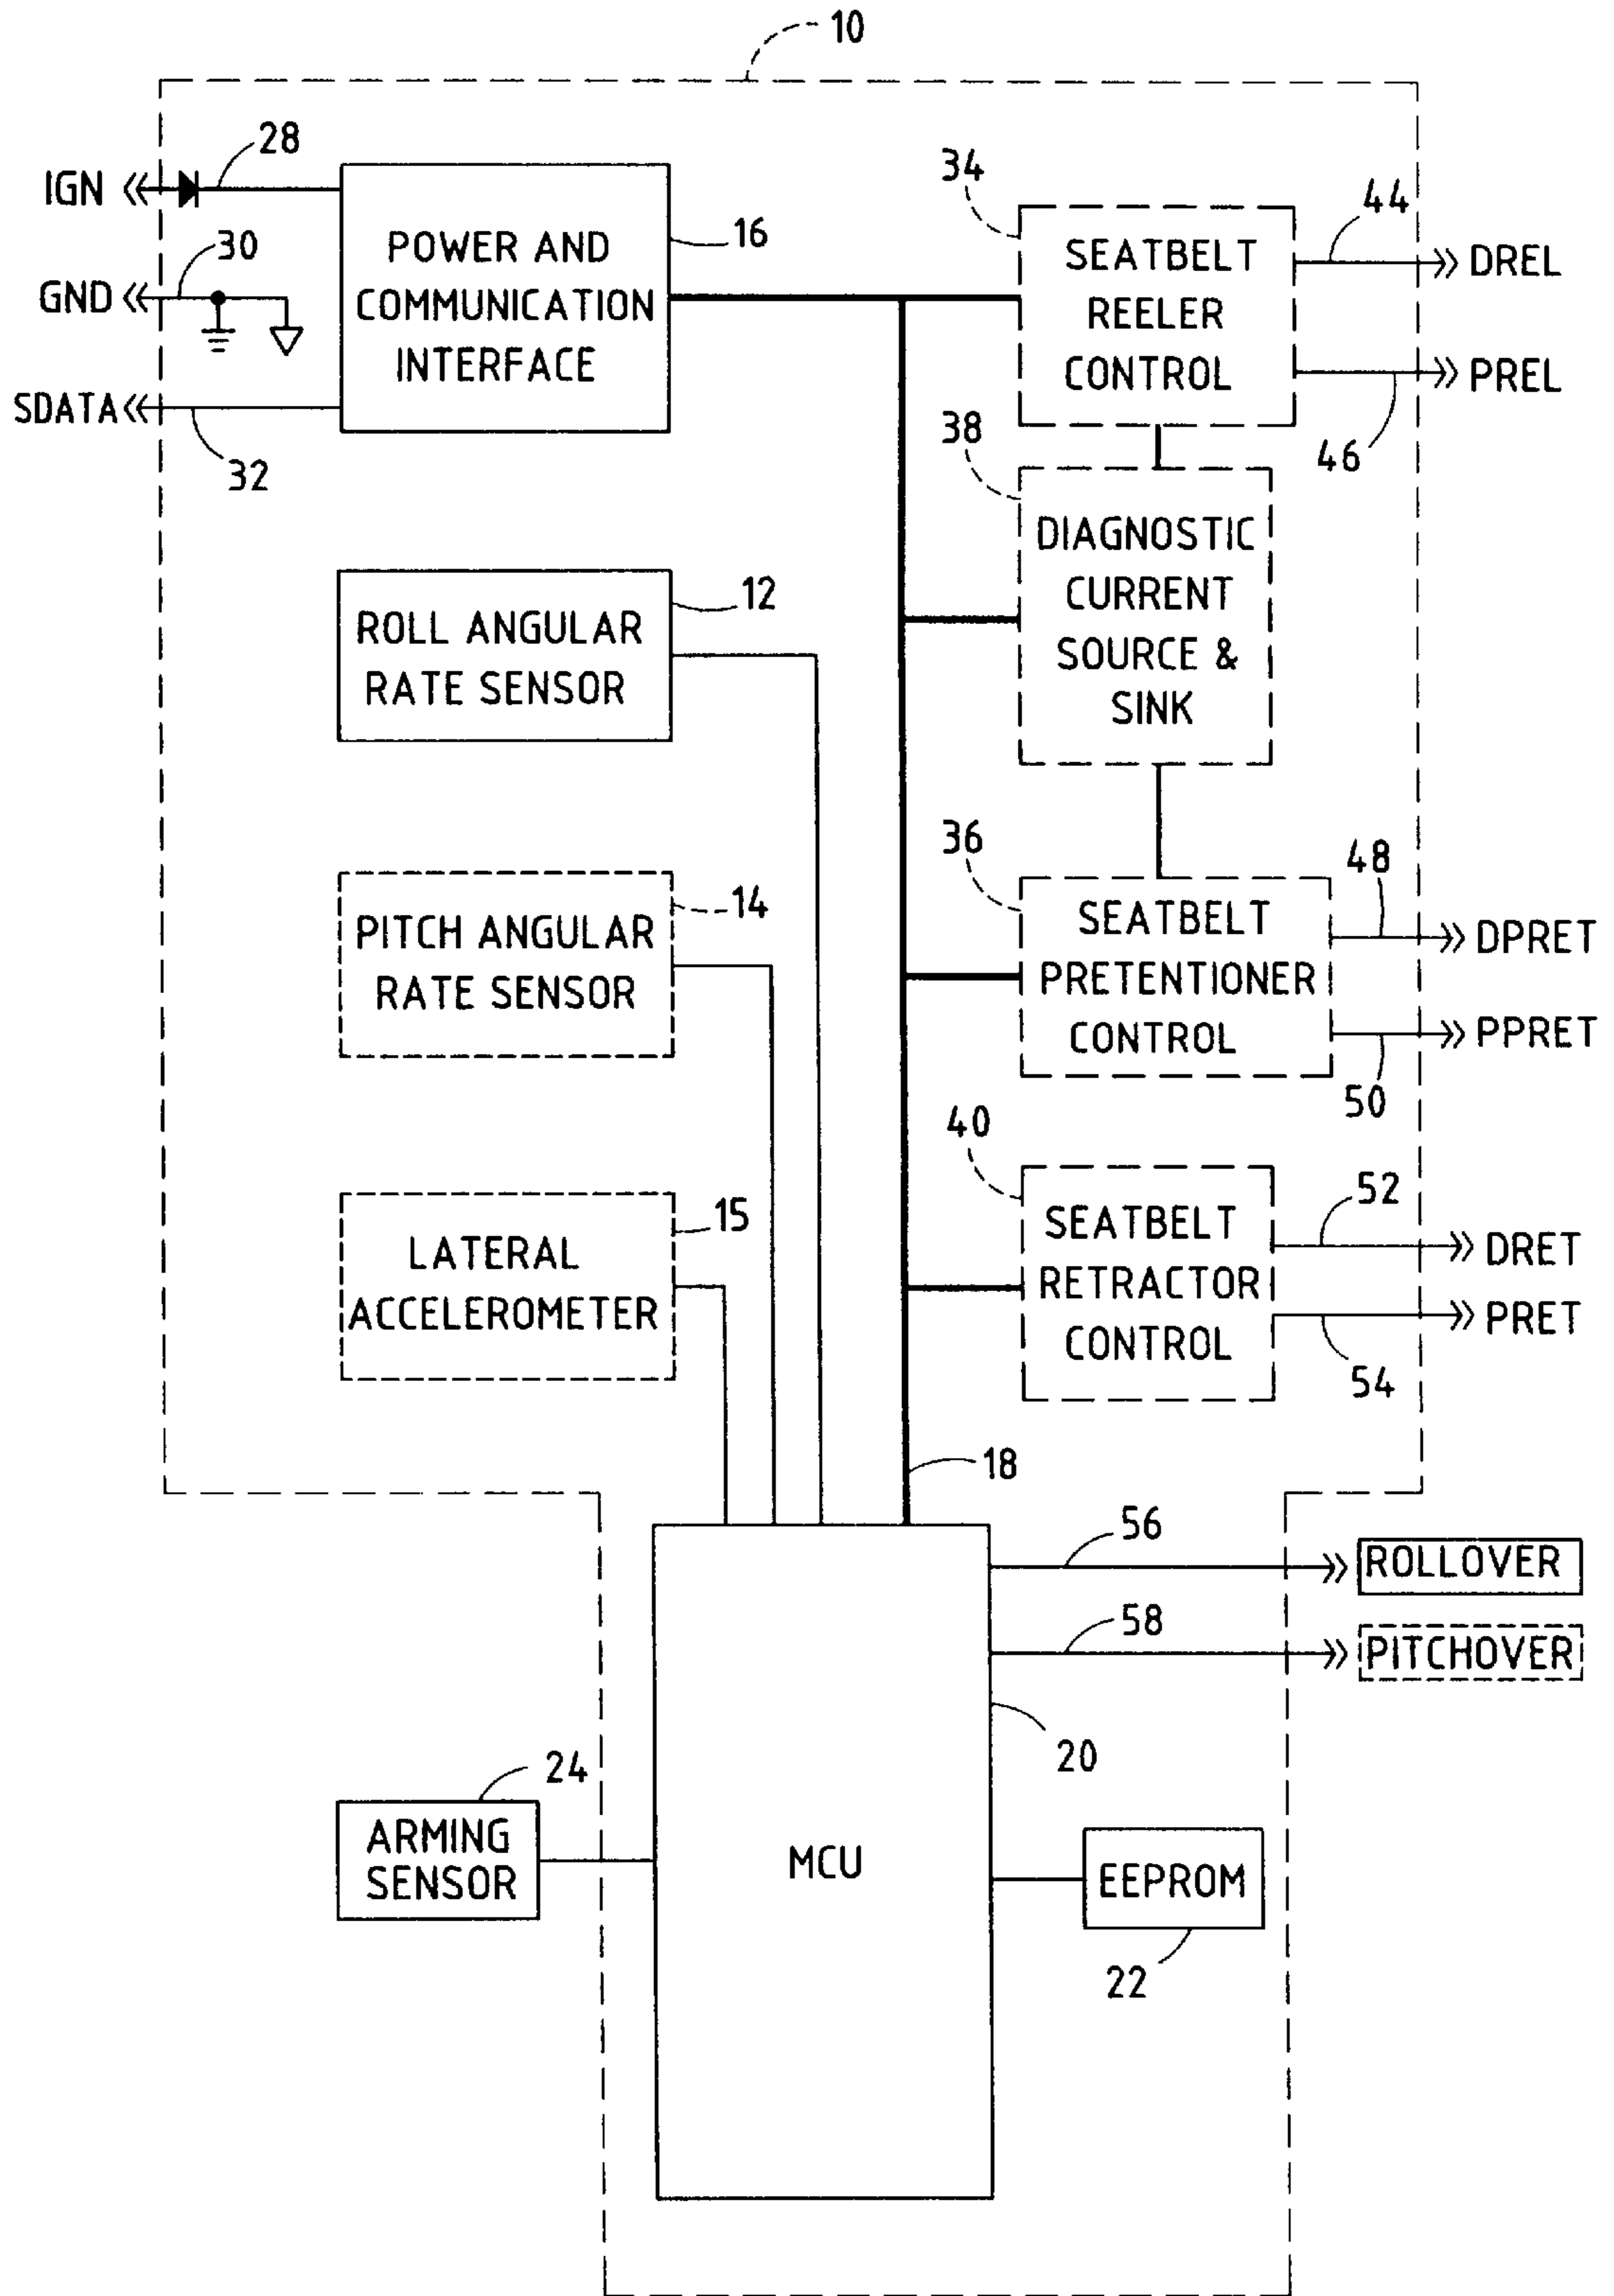 10
IGN
28
GND
30
SDATA
32
POWER AND
COMMUNICATION
INTERFACE
16
34
SEATBELT
REELER
CONTROL
44
DREL
PREL
46
38
DIAGNOSTIC
CURRENT
SOURCE &
SINK
ROLL ANGULAR
RATE SENSOR
12
PITCH ANGULAR
RATE SENSOR
14
36
SEATBELT
PRETENTIONER
CONTROL
48
DPRET
PPRET
50
LATERAL
ACCELEROMETER
15
40
SEATBELT
RETRACTOR
CONTROL
52
DRET
PRET
54
18
56
ROLLOVER
58
PITCHOVER
20
24
ARMING
SENSOR
MCU
EEPROM
22